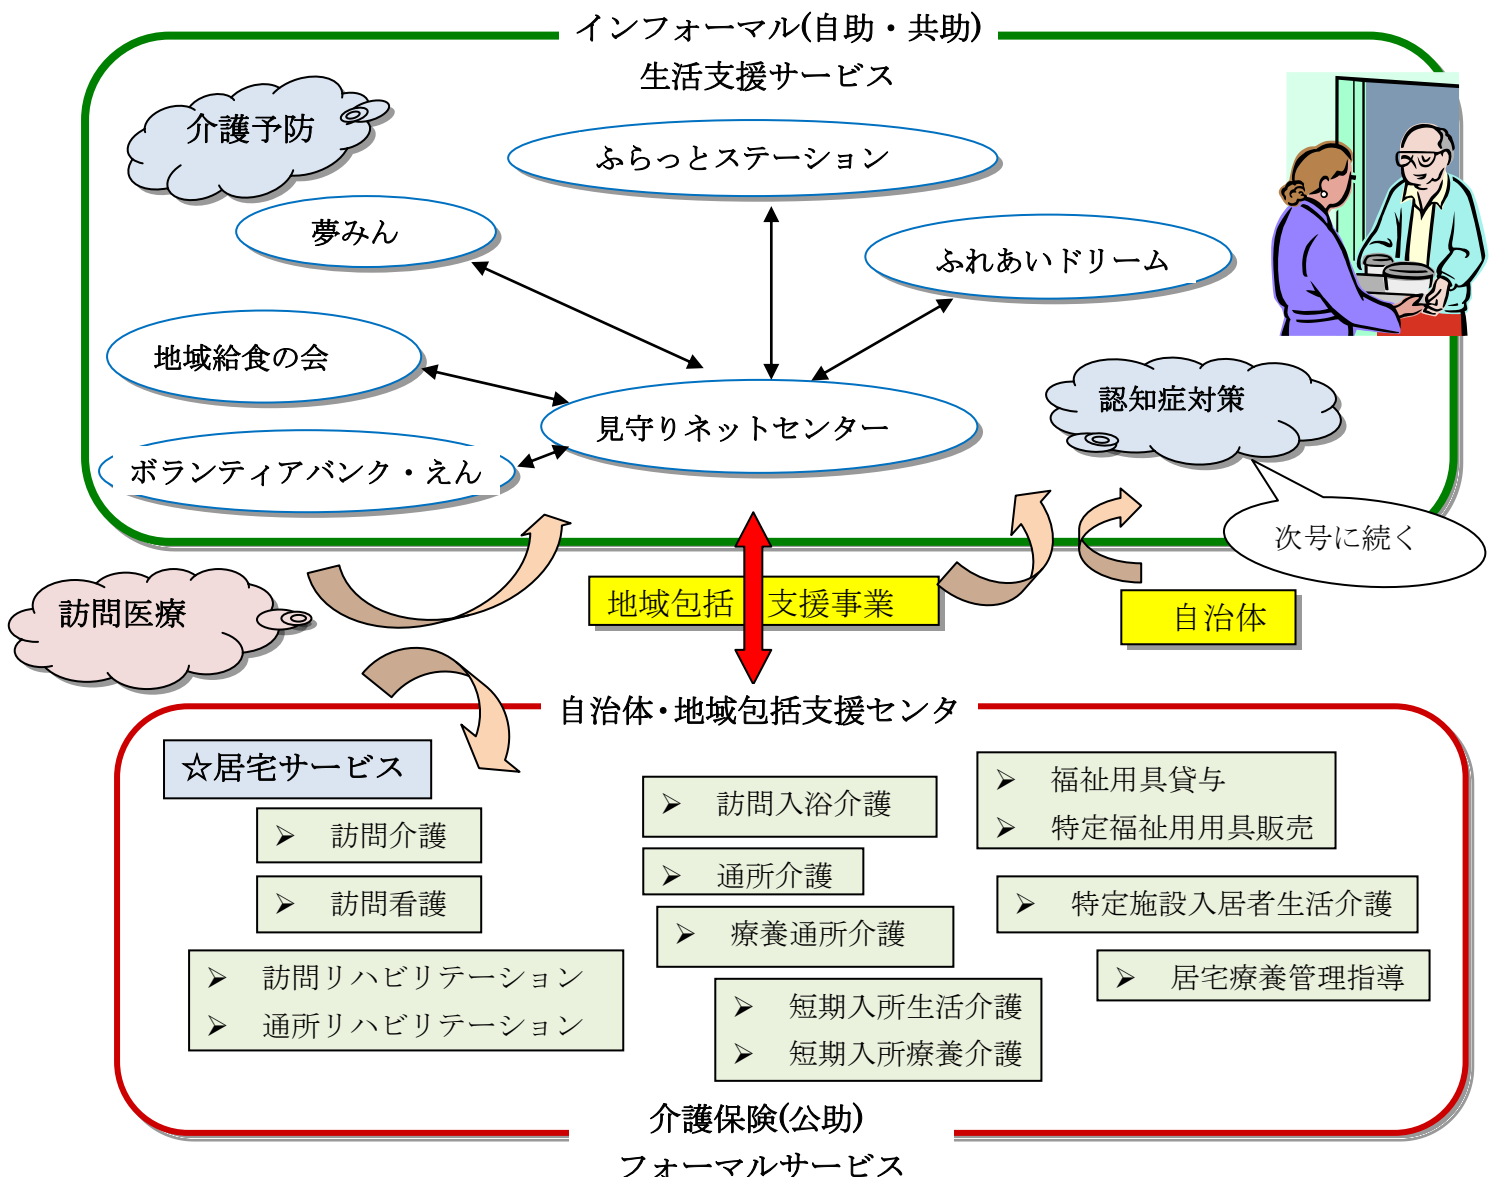 インフォーマル(自助・共助)
生活支援サービス
介護予防
ふらっとステーション
夢みん
ふれあいドリーム
地域給食の会
見守りネットセンター
認知症対策
ボランティアバンク・えん
次号に続く
訪問医療
地域包括 支援事業
自治体
自治体・地域包括支援センタ
☆居宅サービス
➢ 訪問介護
➢ 訪問看護
➢ 訪問リハビリテーション
➢ 通所リハビリテーション
➢ 訪問入浴介護
➢ 通所介護
➢ 療養通所介護
➢ 短期入所生活介護
➢ 短期入所療養介護
➢ 福祉用具貸与
➢ 特定福祉用用具販売
➢ 特定施設入居者生活介護
➢ 居宅療養管理指導
介護保険(公助)
フォーマルサービス